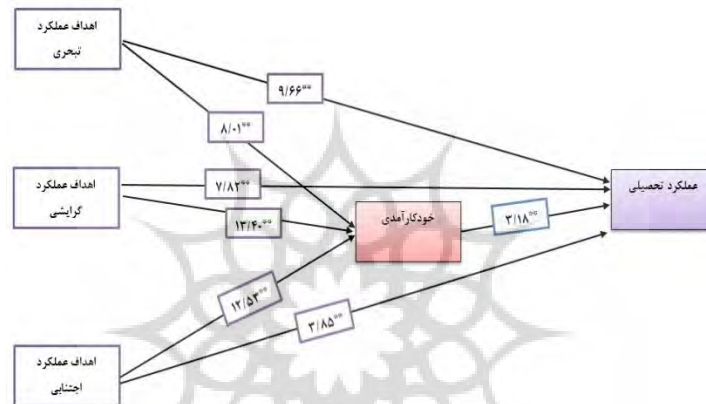 اهداف عملکرد
تبحری
۹/۶۶**
۸/۰۱**
اهداف عملکرد
گرایشی
۷/۸۲**
۱۳/۴۰**
خودکارآمدی
۳/۱۸**
عملکرد تحصیلی
۱۲/۵۳**
۳/۸۵**
اهداف عملکرد
اجتنابی